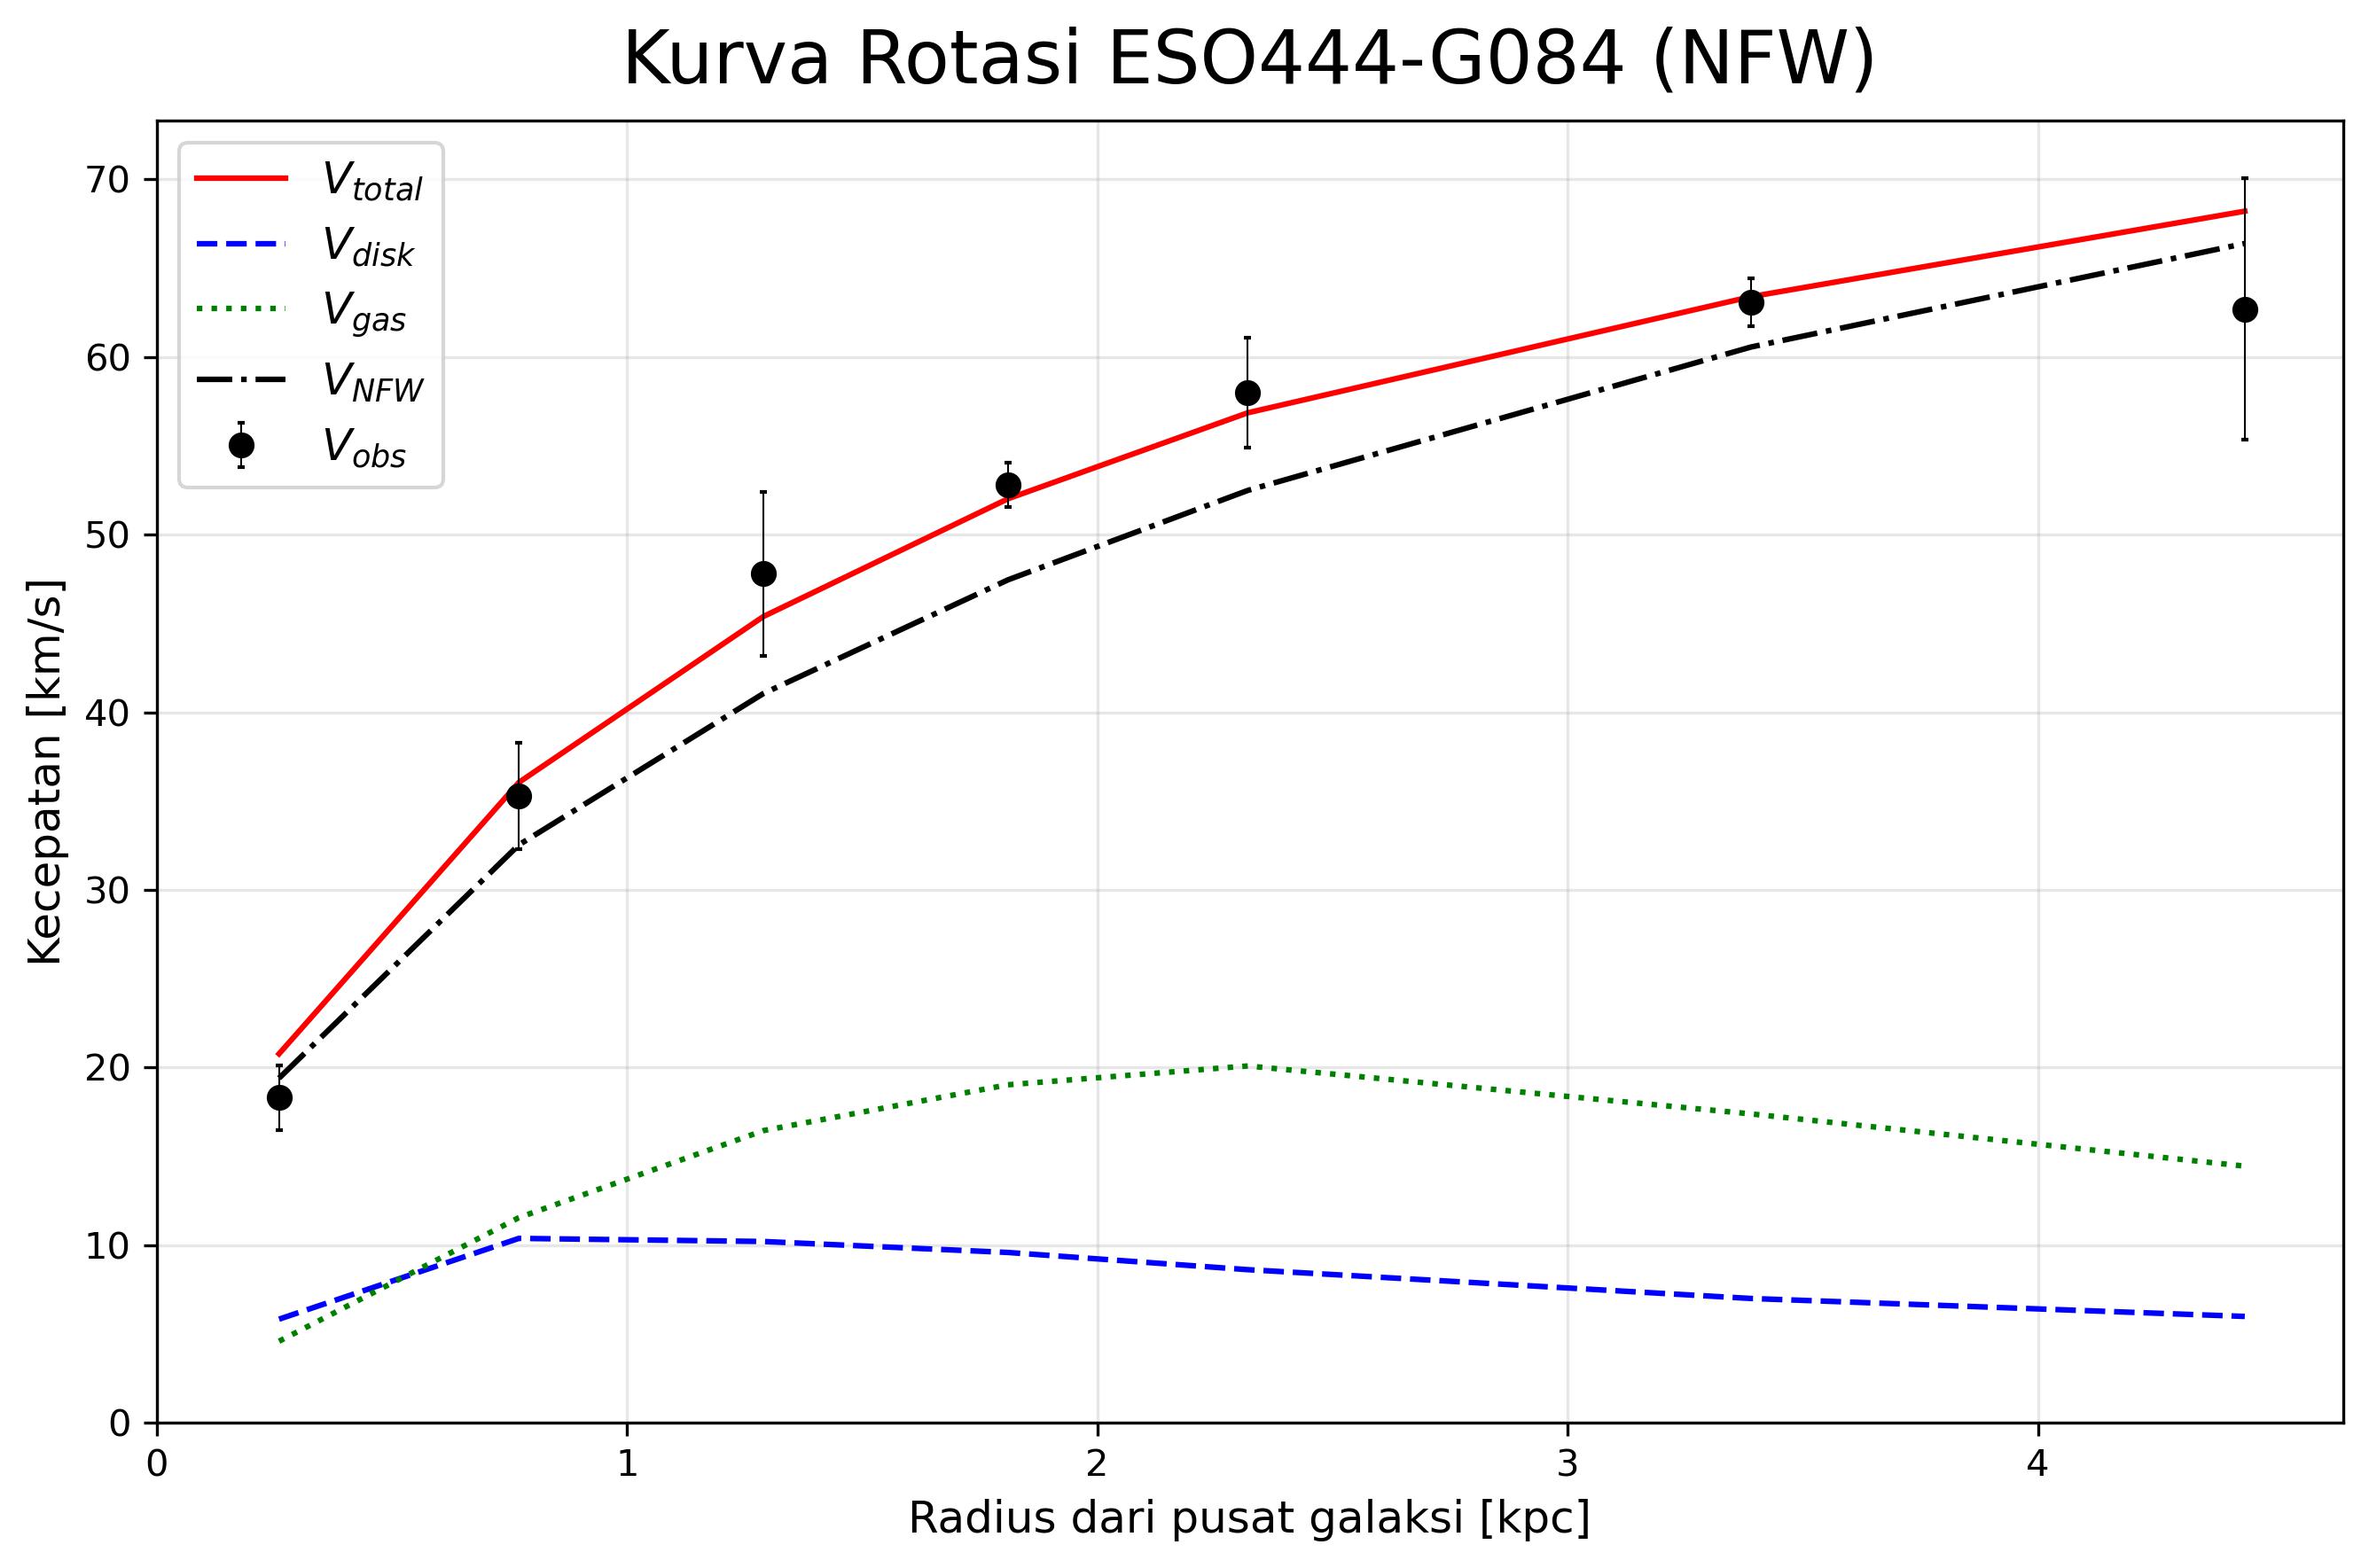 Kurva Rotasi ESO444-G084 (NFW)
V_total
V_disk
V_gas
V_NFW
V_obs
70
60
50
40
30
20
10
0
Kecepatan [km/s]
0 1 2 3 4
Radius dari pusat galaksi [kpc]